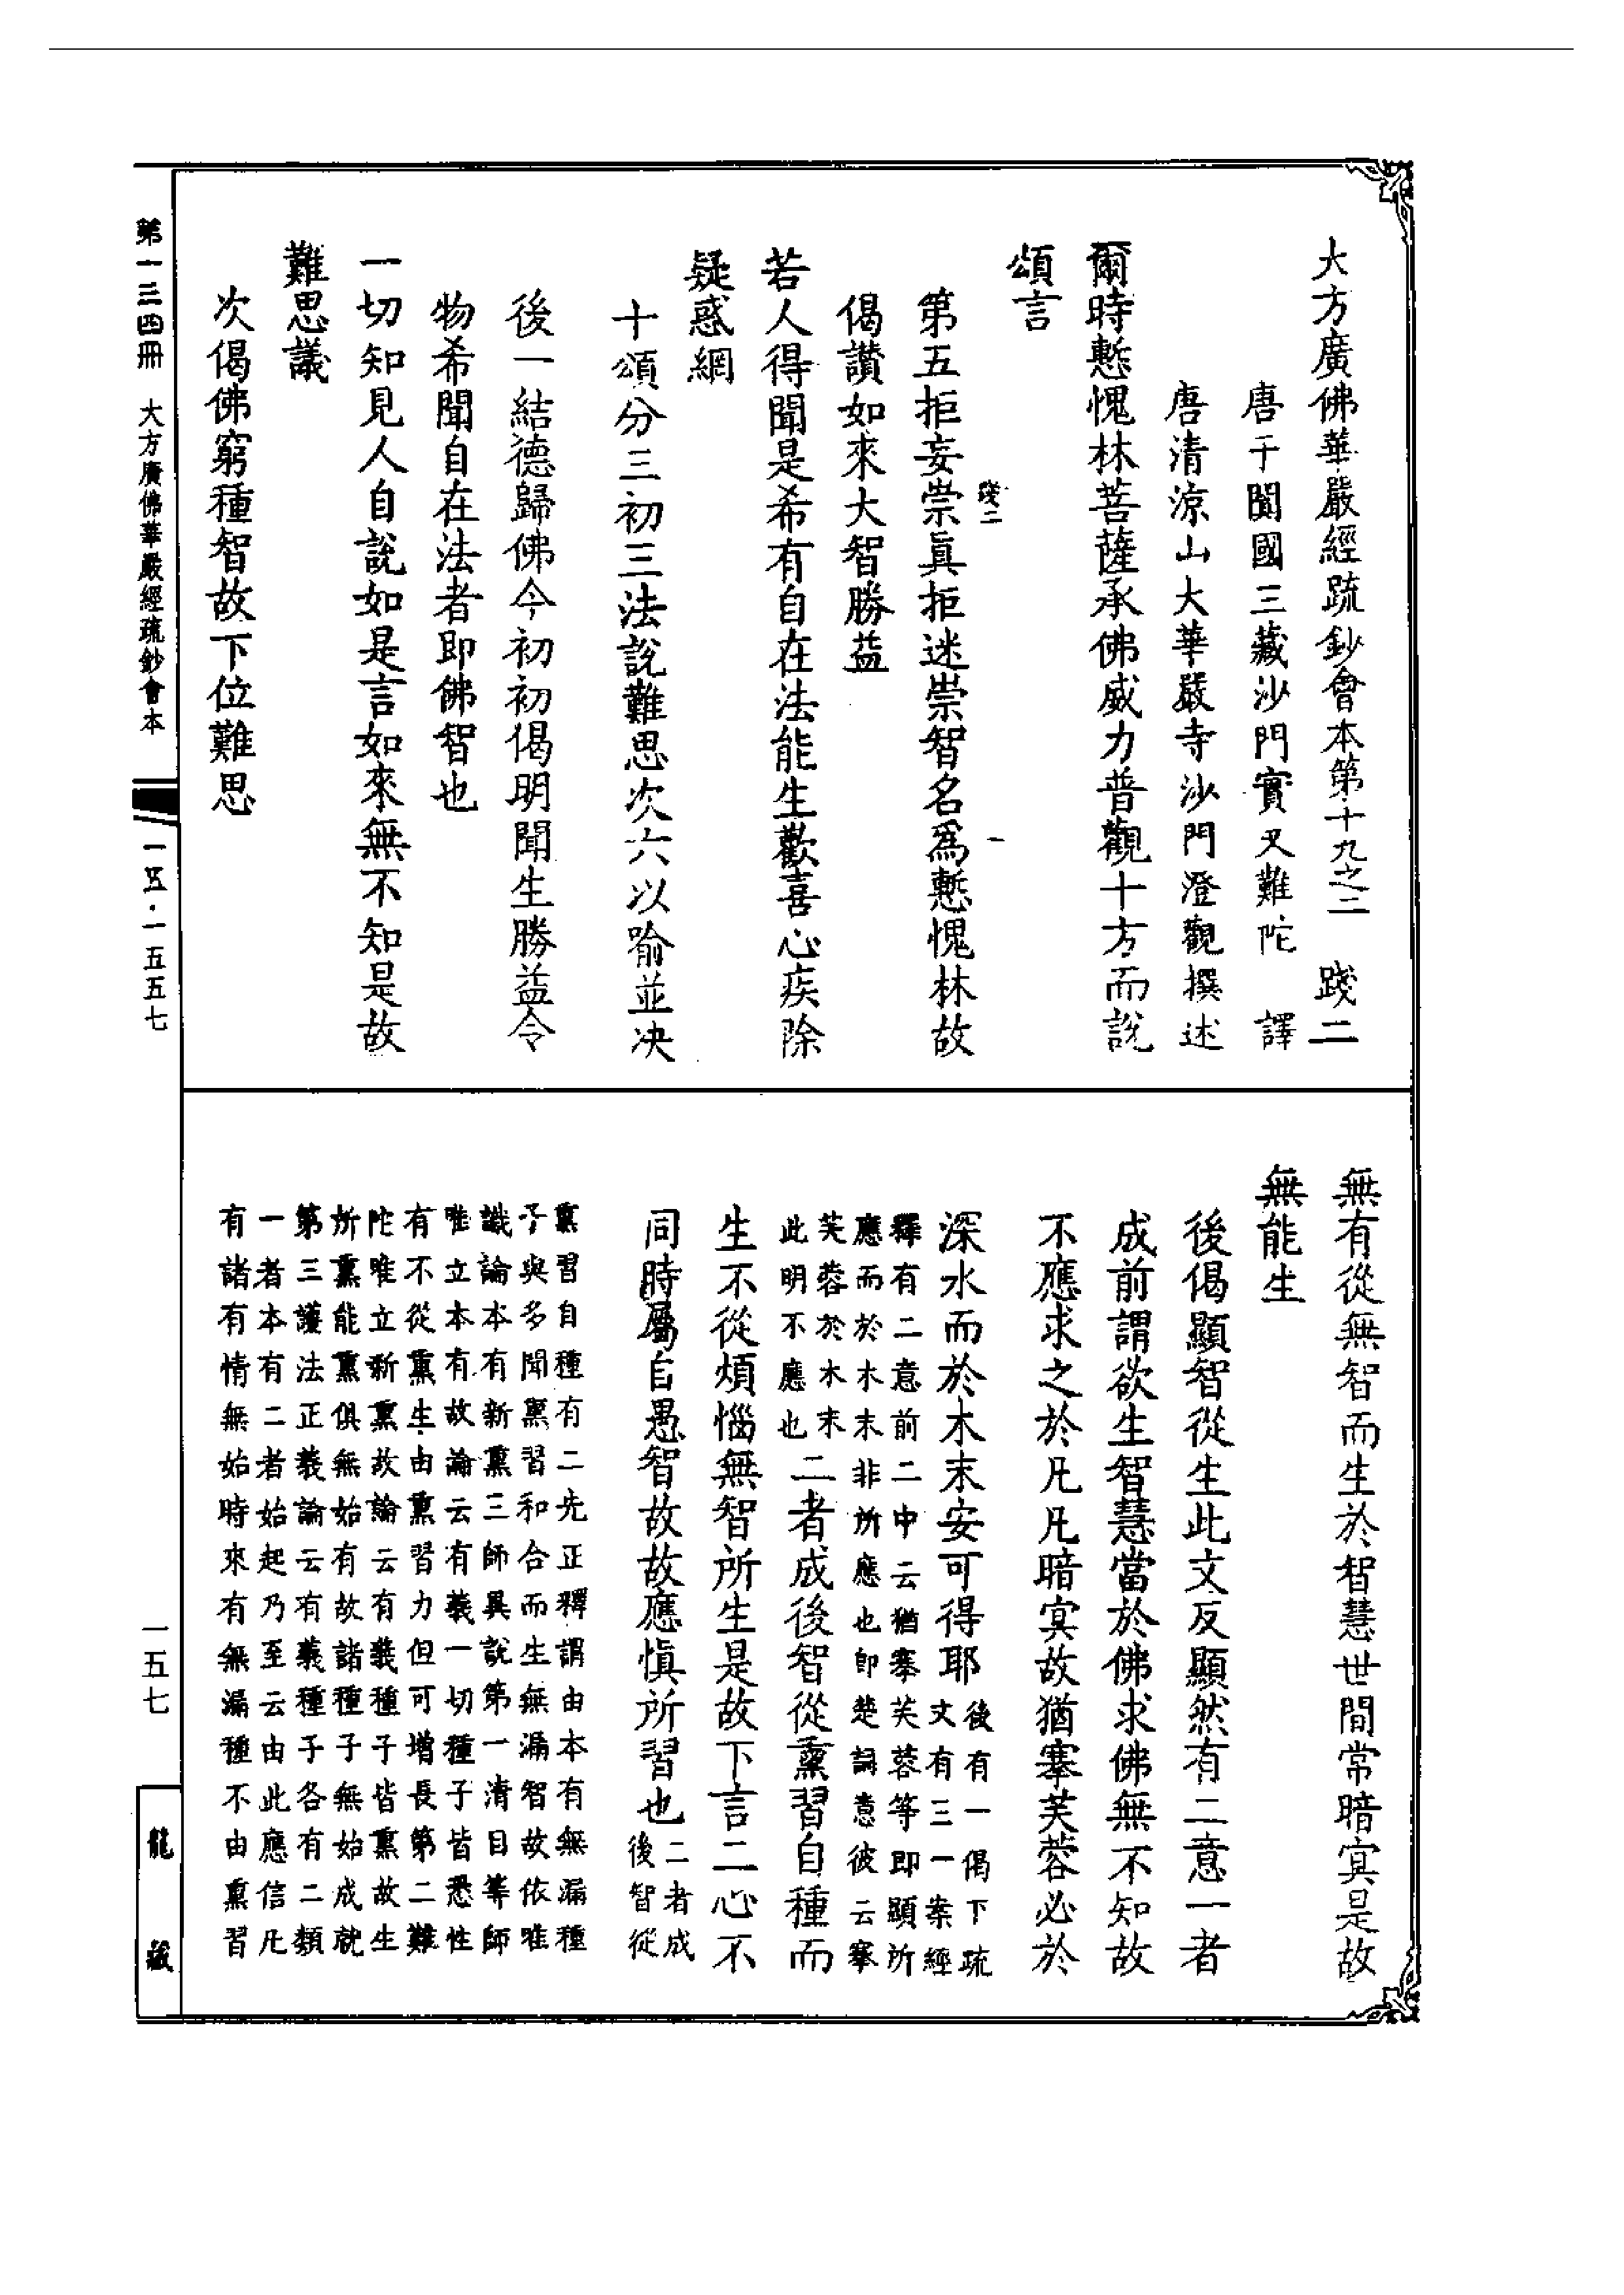 大方廣佛華嚴經疏鈔會本第十九之二　踐二
唐于闐國三藏沙門實叉難陀　譯
唐清涼山大華嚴寺沙門澄觀撰述
爾時慙愧林菩薩承佛威力普觀十方而說
頌言
踐二　一
第五拒妄崇眞拒迷崇智名爲慙愧林故
偈讚如來大智勝益
若人得聞是希有自在法能生歡喜心疾除
疑惑網
十頌分三初三法說難思次六以喻並决
後一結德歸佛今初初偈明聞生勝益令
物希聞自在法者即佛智也
一切知見人自說如是言如來無不知是故
難思議
次偈佛窮種智故下位難思
第一三四冊　大方廣佛華嚴經疏鈔會本
一五·一五五七
無有從無智而生於智慧世間常暗冥是故
無能生
後偈顯智從生此文反顯然有二意一者
成前謂欲生智慧當於佛求佛無不知故
不應求之於凡凡暗冥故猶搴芙蓉必於
深水而於木末安可得耶後有一偈下疏
文有三一案經
釋有二意前二中云猶搴芙蓉等即顯所
應而於木末非所應也即楚詞意彼云搴
芙蓉於木末
此明不應也二者成後智從熏習自種而
生不從煩惱無智所生是故下言二心不
同時屬自愚智故故應慎所習也二者成
後智從
熏習自種有二先正釋謂由本有無漏種
子與多聞熏習和合而生無漏智故依唯
識論本有新熏三師異說第一清目等師
唯立本有故論云有義一切種子皆悉性
有不從熏生由熏習力但可增長第二難
陀唯立新熏故論云有義種子皆熏故生
所熏能熏俱無始有故諸種子無始成就
第三護法正義論云有義種子各有二類
一者本有二者始起乃至云由此應信凡
有諸有情無始時來有無漏種不由熏習
一五七
龍藏